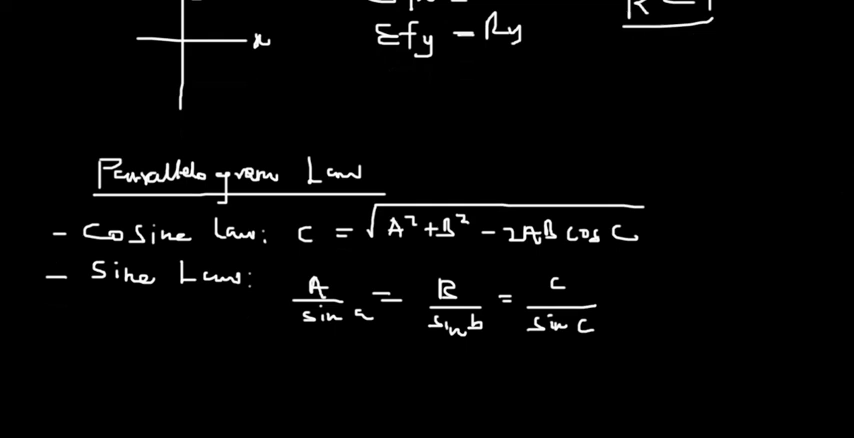 x
Σfy = Ry
Parallelogram Law
- Cosine Law: C = √A² + B² - 2AB cos C
- Sine Law: A/sin a = B/sin b = C/sin C